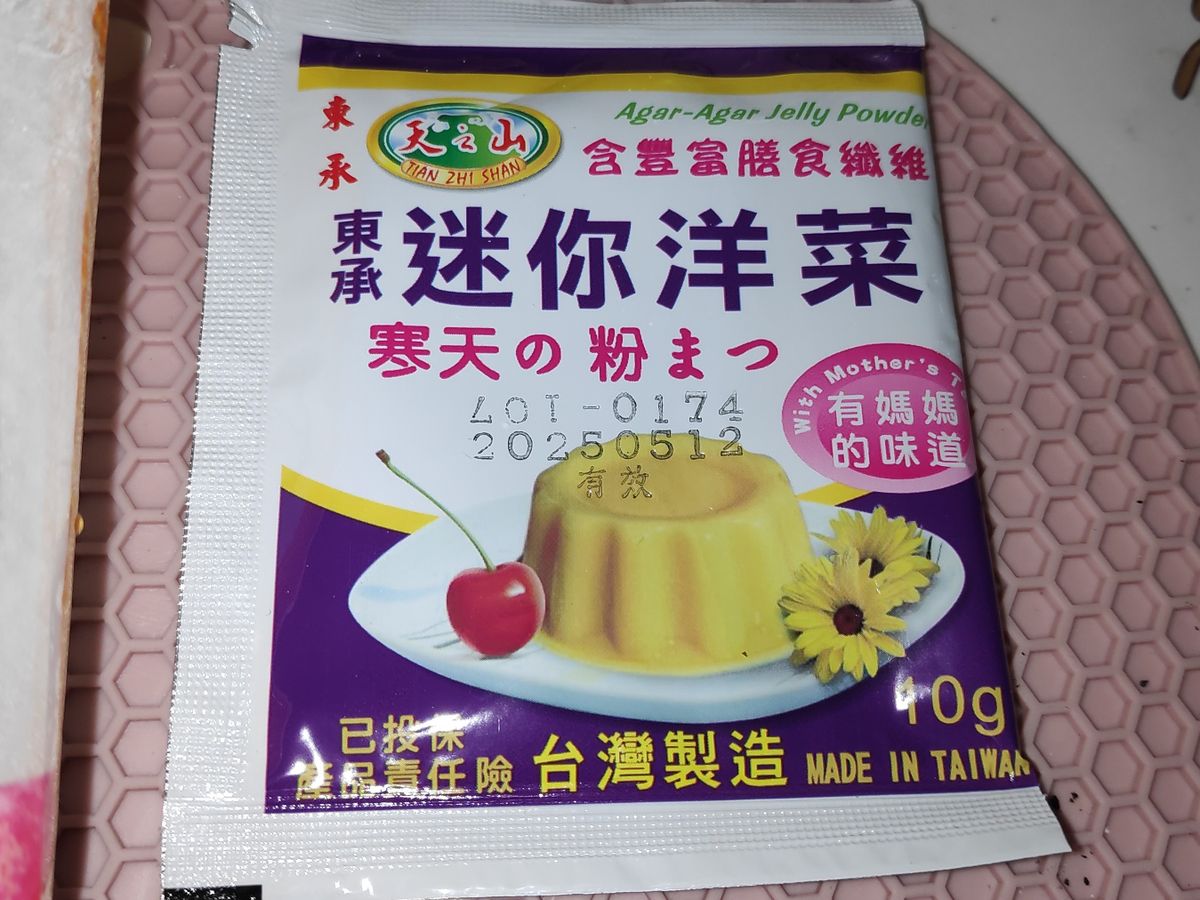 東承
天之山
TIAN ZHI SHAN
Agar-Agar Jelly Powder
含豐富膳食纖維
東承
迷你洋菜
寒天の粉まつ
With Mother's T
有媽媽
的味道
LOT-0174
20250512
有效
10g
已投保
產品責任險
台灣製造 MADE IN TAIWAN